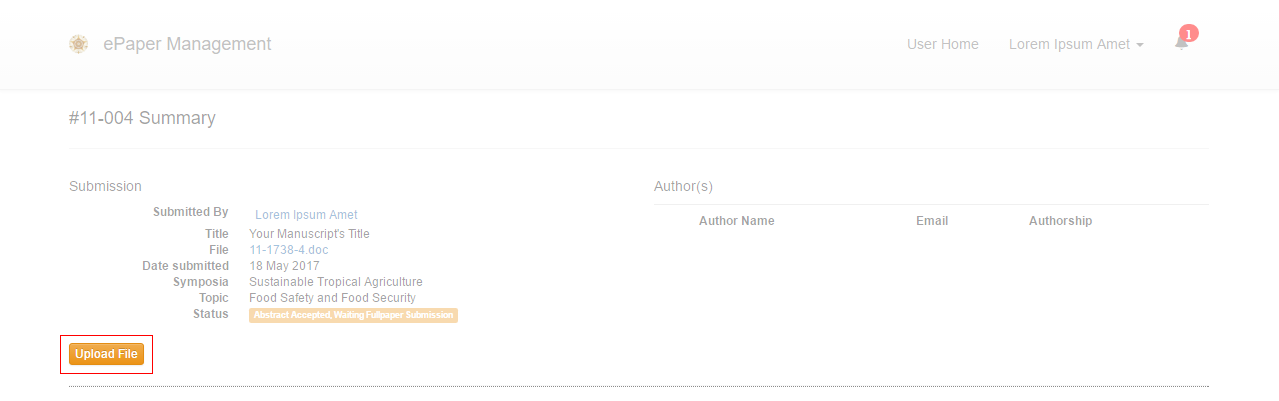 ePaper Management
User Home
Lorem Ipsum Amet
1
#11-004 Summary
Submission
Submitted By Lorem Ipsum Amet
Title Your Manuscript's Title
File 11-1738-4.doc
Date submitted 18 May 2017
Symposia Sustainable Tropical Agriculture
Topic Food Safety and Food Security
Status Abstract Accepted, Waiting Fullpaper Submission
Upload File
Author(s)
Author Name Email Authorship